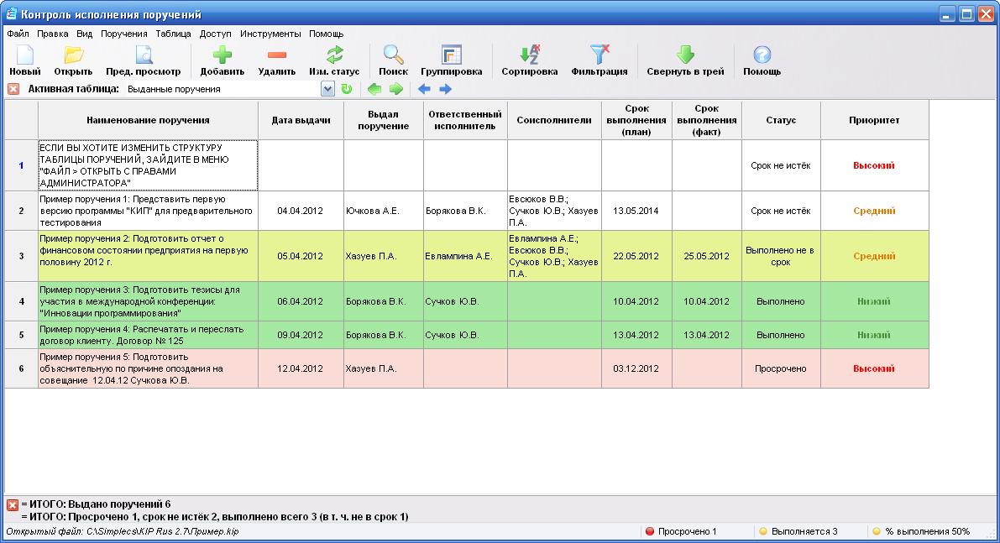 Контроль исполнения поручений
Файл Правка Вид Поручения Таблица Доступ Инструменты Помощь
Новый Открыть Пред. просмотр Добавить Удалить Изм. статус Поиск Группировка Сортировка Фильтрация Свернуть в трей Помощь
Активная таблица: Выданные поручения
Наименование поручения
Дата выдачи
Выдал
поручение
Ответственный
исполнитель
Соисполнители
Срок
выполнения
(план)
Срок
выполнения
(факт)
Статус
Приоритет
1
ЕСЛИ ВЫ ХОТИТЕ ИЗМЕНИТЬ СТРУКТУРУ
ТАБЛИЦЫ ПОРУЧЕНИЙ, ЗАЙДИТЕ В МЕНЮ
"ФАЙЛ > ОТКРЫТЬ С ПРАВАМИ
АДМИНИСТРАТОРА"
Срок не истёк
Высокий
2
Пример поручения 1: Представить первую
версию программы "КИП" для предварительного
тестирования
04.04.2012
Ючкова А.Е.
Борякова В.К.
Евсюков В.В.;
Сучков Ю.В.; Хазуев
П.А.
13.05.2014
Срок не истёк
Средний
3
Пример поручения 2: Подготовить отчет о
финансовом состоянии предприятия на первую
половину 2012 г.
05.04.2012
Хазуев П.А.
Евлампина А.Е.
Евлампина А.Е.;
Евсюков В.В.;
Сучков Ю.В.; Хазуев
П.А.
22.05.2012
25.05.2012
Выполнено не в
срок
Средний
4
Пример поручения 3: Подготовить тезисы для
участия в международной конференции:
"Инновации программирования"
06.04.2012
Борякова В.К.
Сучков Ю.В.
10.04.2012
10.04.2012
Выполнено
Низкий
5
Пример поручения 4: Распечатать и переслать
договор клиенту. Договор № 125
09.04.2012
Борякова В.К.
Сучков Ю.В.
13.04.2012
13.04.2012
Выполнено
Низкий
6
Пример поручения 5: Подготовить
объяснительную по причине опоздания на
совещание 12.04.12 Сучкова Ю.В.
12.04.2012
Хазуев П.А.
03.12.2012
Просрочено
Высокий
= ИТОГО: Выдано поручений 6
= ИТОГО: Просрочено 1, срок не истёк 2, выполнено всего 3 (в т. ч. не в срок 1)
Открытый файл: C:\Simplecs\KIP Rus 2.7\Пример.kip
Просрочено 1
Выполняется 3
% выполнения 50%